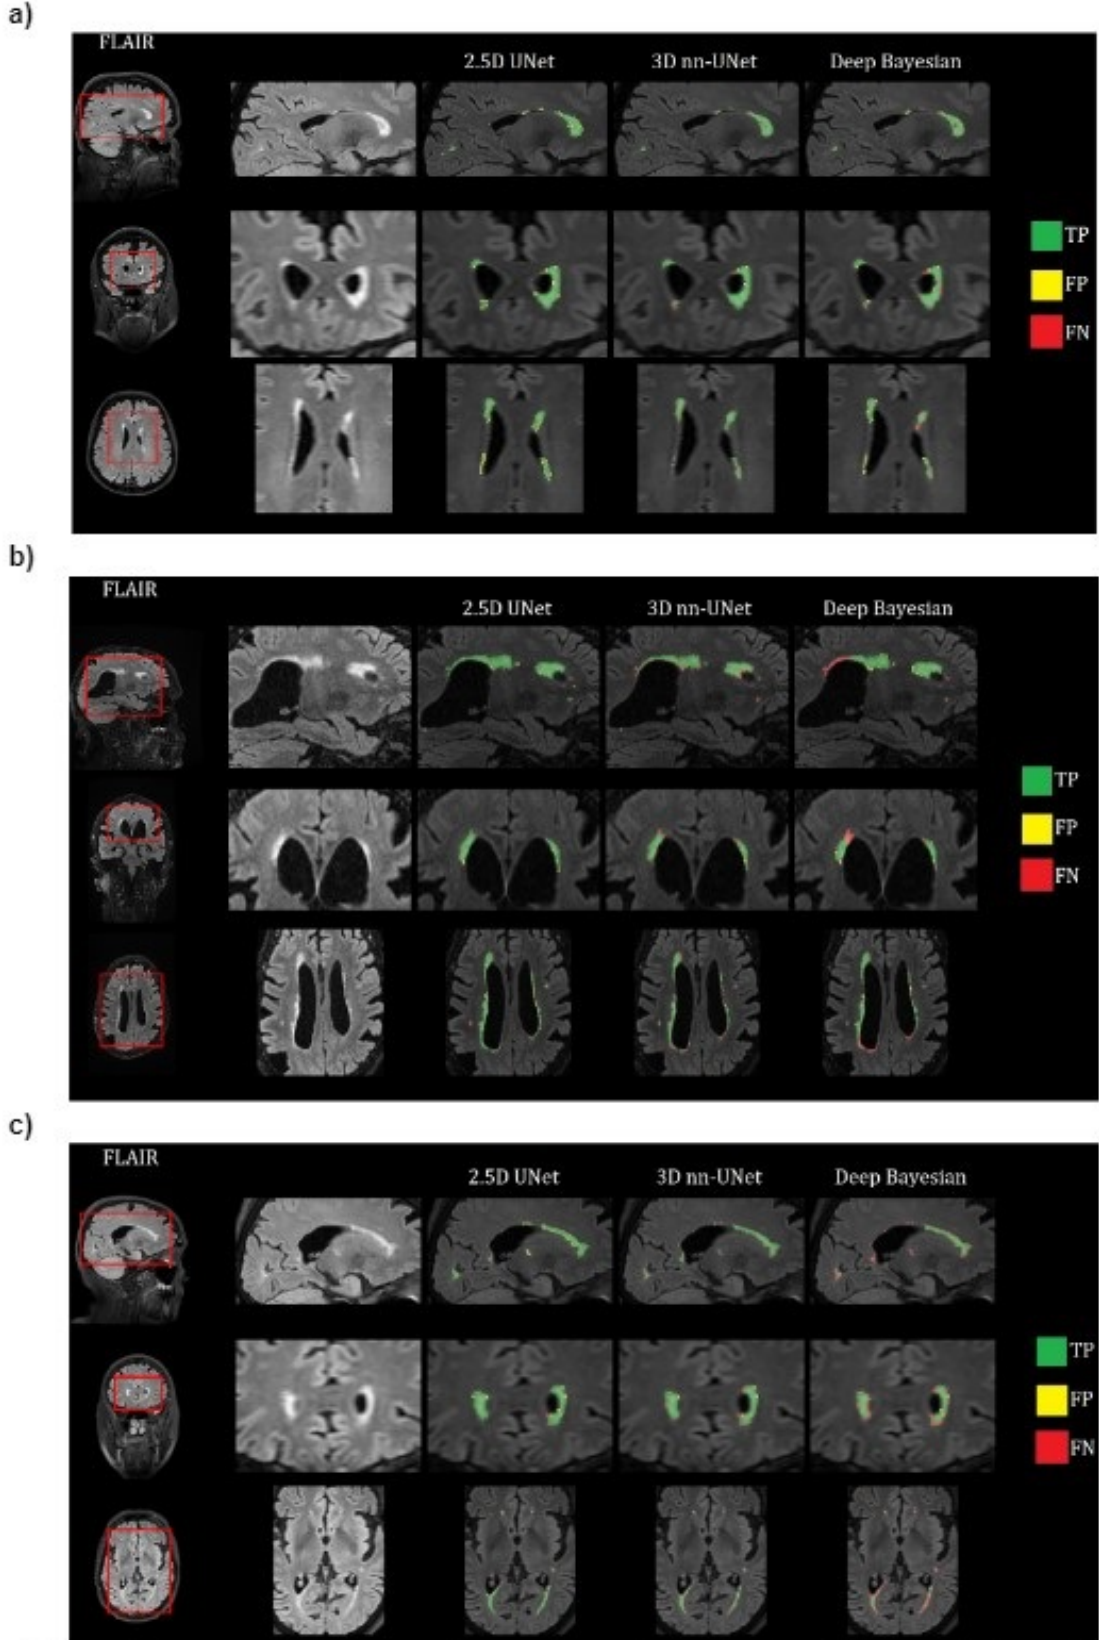 a)
FLAIR
2.5D UNet 3D nn-UNet Deep Bayesian
TP
FP
FN
b)
FLAIR
2.5D UNet 3D nn-UNet Deep Bayesian
TP
FP
FN
c)
FLAIR
2.5D UNet 3D nn-UNet Deep Bayesian
TP
FP
FN